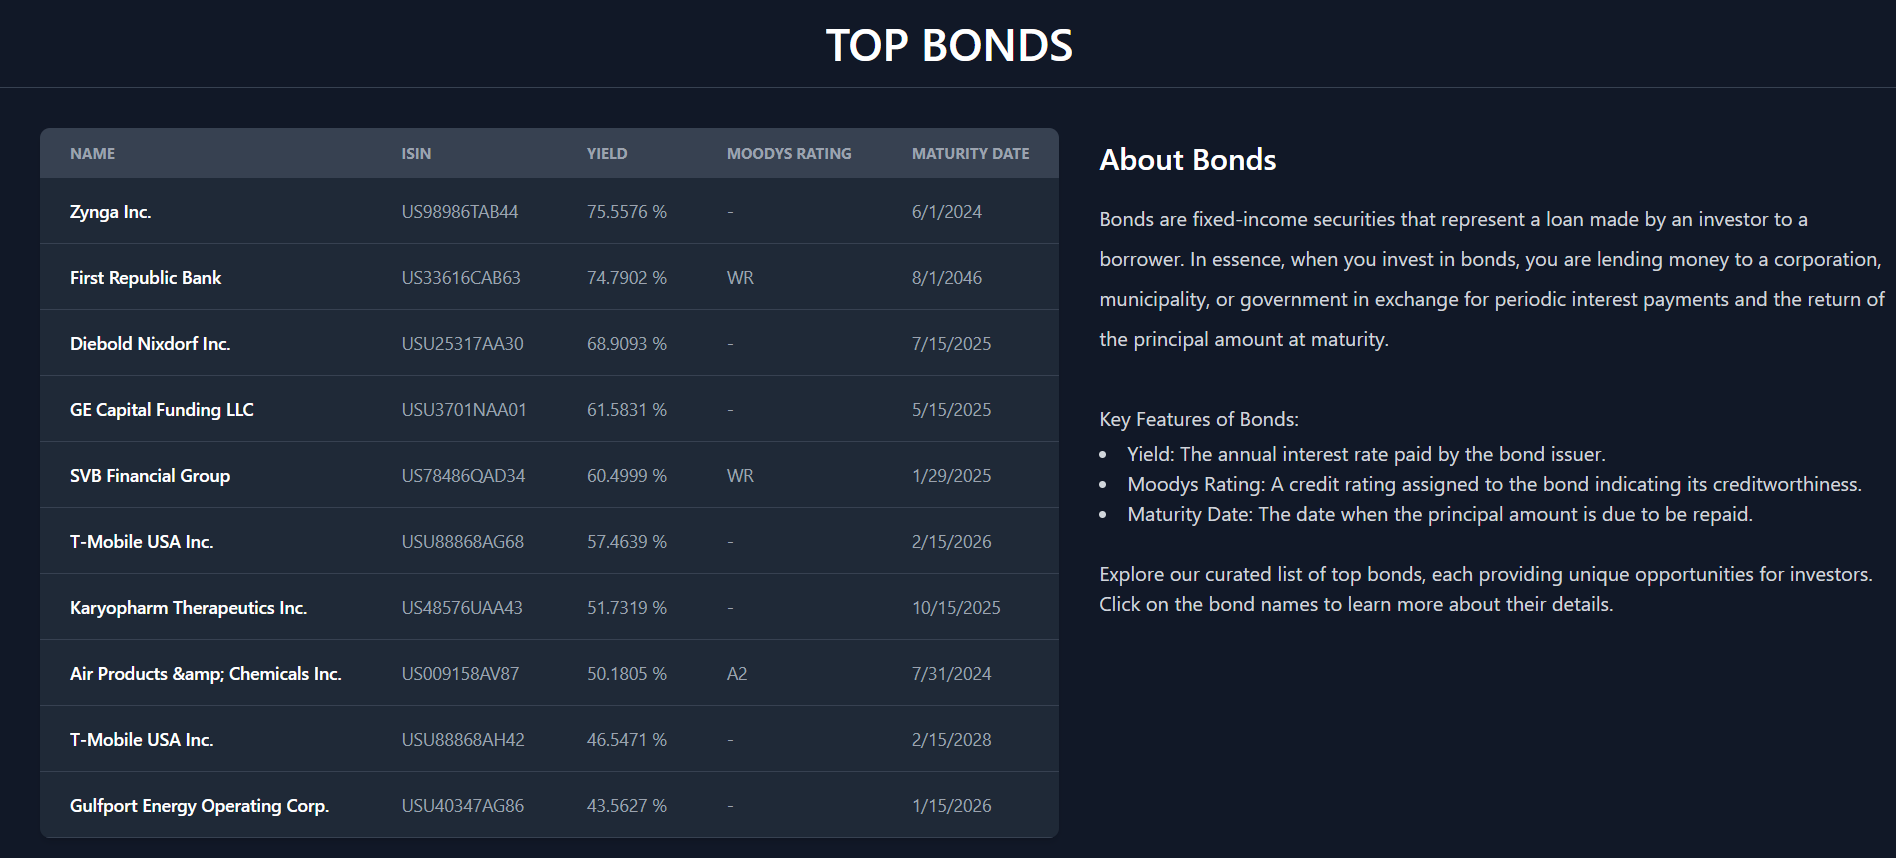 TOP BONDS
NAME ISIN YIELD MOODYS RATING MATURITY DATE
Zynga Inc. US98986TAB44 75.5576 % - 6/1/2024
First Republic Bank US33616CAB63 74.7902 % WR 8/1/2046
Diebold Nixdorf Inc. USU25317AA30 68.9093 % - 7/15/2025
GE Capital Funding LLC USU3701NAA01 61.5831 % - 5/15/2025
SVB Financial Group US78486QAD34 60.4999 % WR 1/29/2025
T-Mobile USA Inc. USU88868AG68 57.4639 % - 2/15/2026
Karyopharm Therapeutics Inc. US48576UAA43 51.7319 % - 10/15/2025
Air Products &amp; Chemicals Inc. US009158AV87 50.1805 % A2 7/31/2024
T-Mobile USA Inc. USU88868AH42 46.5471 % - 2/15/2028
Gulfport Energy Operating Corp. USU40347AG86 43.5627 % - 1/15/2026
About Bonds
Bonds are fixed-income securities that represent a loan made by an investor to a
borrower. In essence, when you invest in bonds, you are lending money to a corporation,
municipality, or government in exchange for periodic interest payments and the return of
the principal amount at maturity.
Key Features of Bonds:
• Yield: The annual interest rate paid by the bond issuer.
• Moodys Rating: A credit rating assigned to the bond indicating its creditworthiness.
• Maturity Date: The date when the principal amount is due to be repaid.
Explore our curated list of top bonds, each providing unique opportunities for investors.
Click on the bond names to learn more about their details.